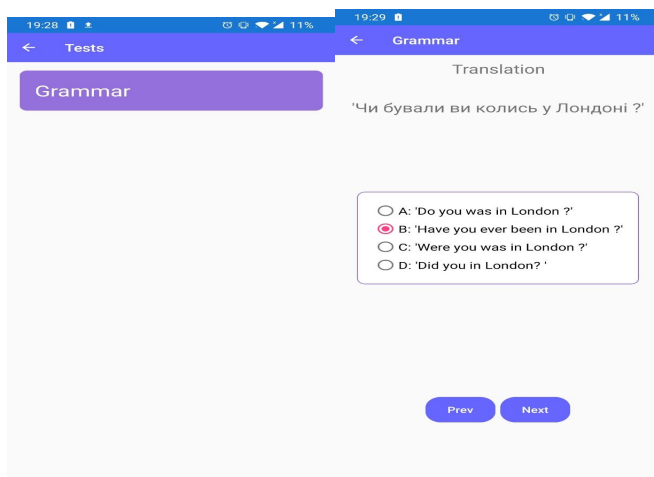 19:28 11%
Tests
Grammar
19:29 11%
Grammar
Translation
'Чи бували ви колись у Лондоні ?'
A: 'Do you was in London ?'
B: 'Have you ever been in London ?'
C: 'Were you was in London ?'
D: 'Did you in London? '
Prev Next